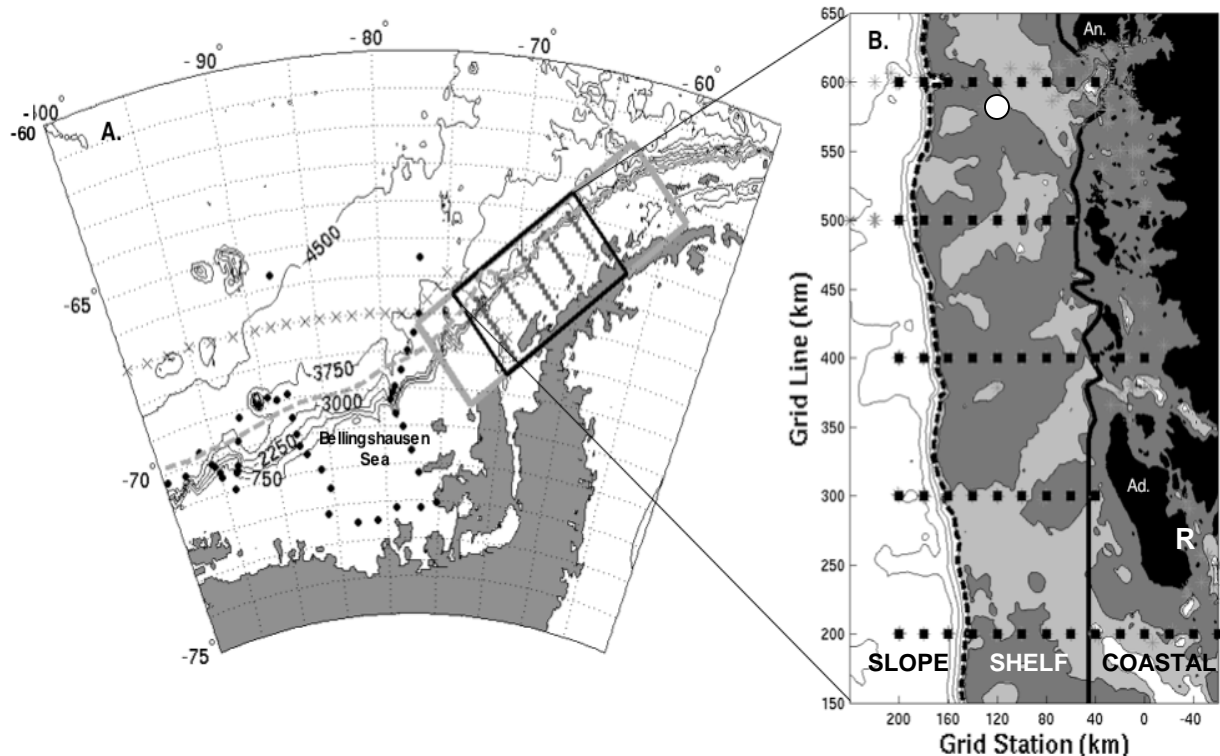 -100
-90
-80
-70
-60
-60
A.
-65
-70
-75
4500
3750
3000
2250
750
Bellingshausen
Sea
B.
An.
Ad.
R
SLOPE
SHELF
COASTAL
650
600
550
500
450
400
350
300
250
200
150
Grid Line (km)
200 160 120 80 40 0 -40
Grid Station (km)